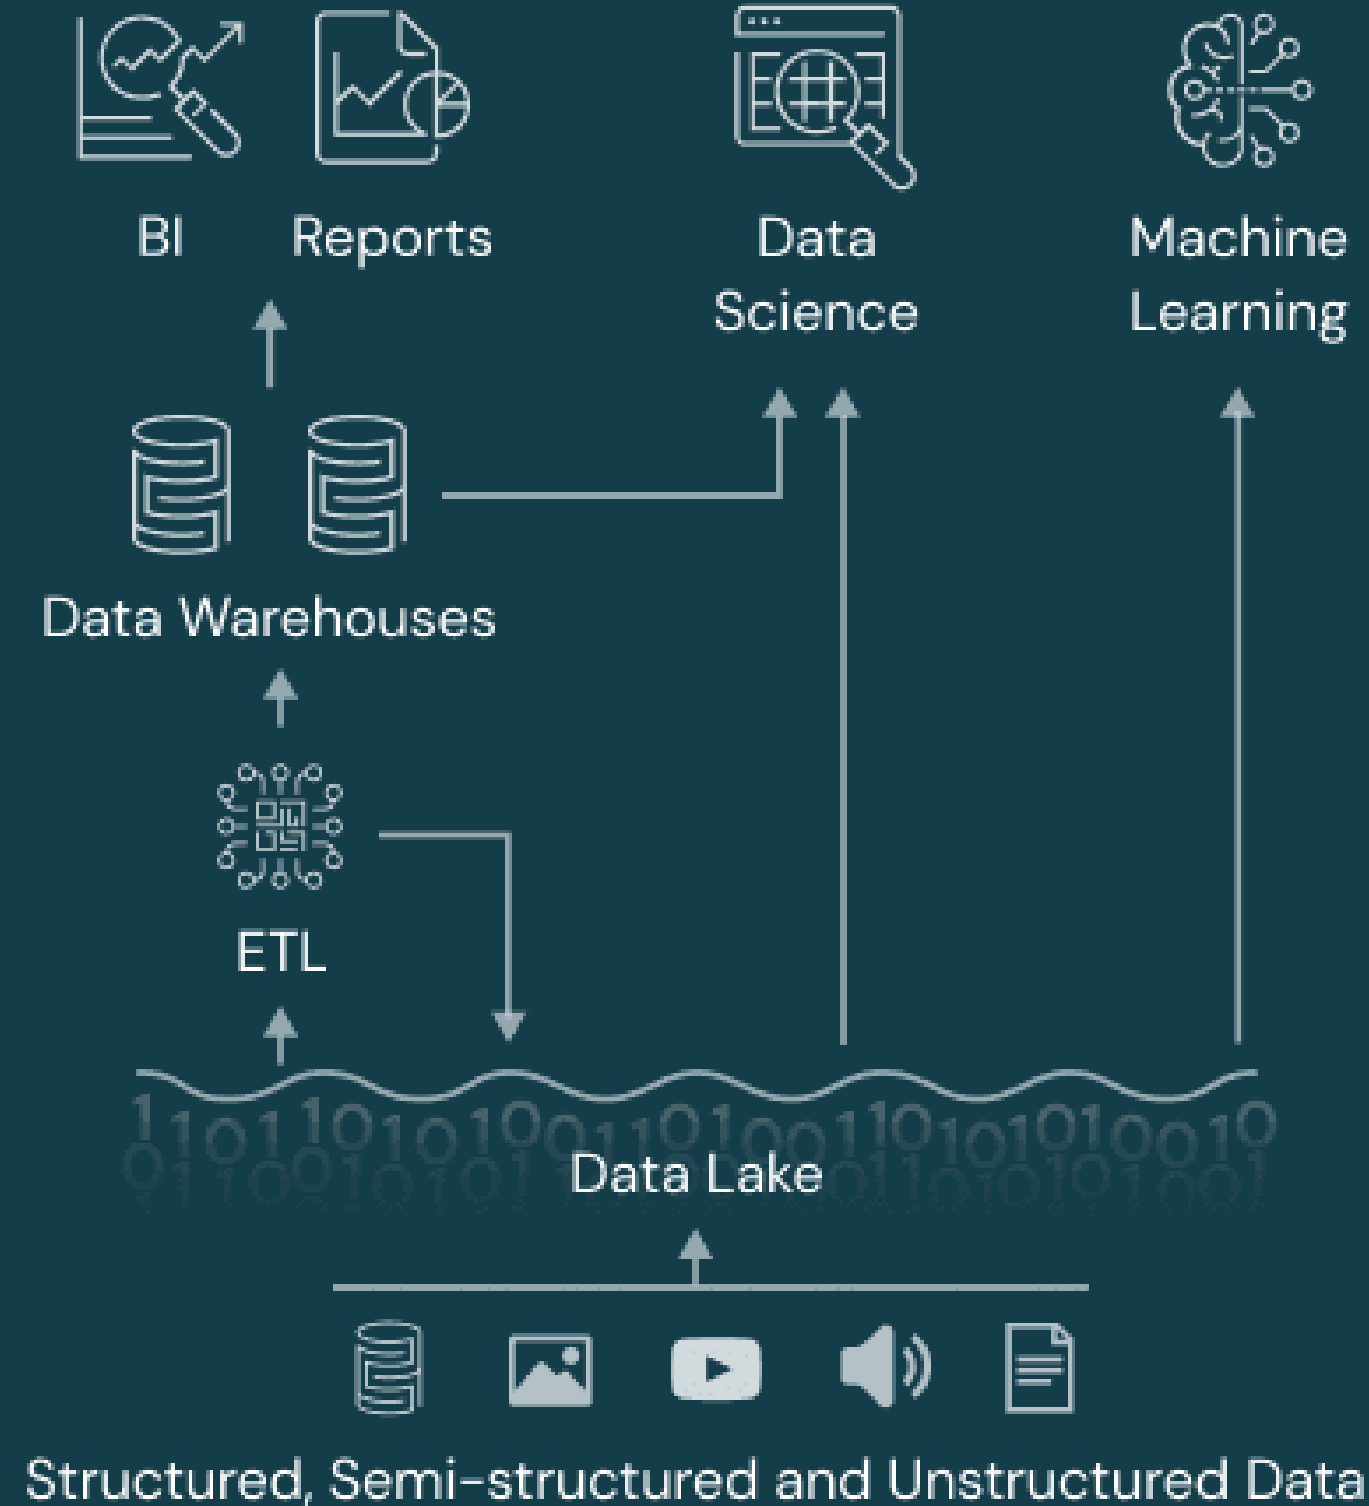 BI
Reports
Data
Science
Machine
Learning
Data Warehouses
ETL
Data Lake
Structured, Semi-structured and Unstructured Data